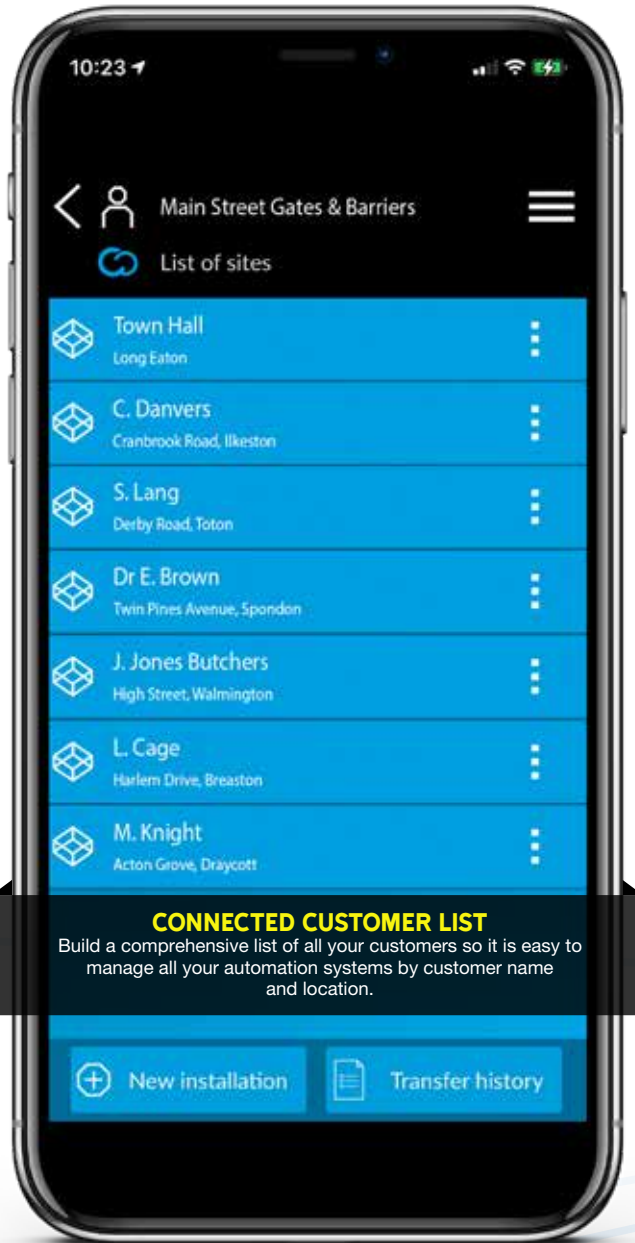 10:23
Main Street Gates & Barriers
List of sites
Town Hall
Long Eaton
C. Danvers
Cranbrook Road, Ilkeston
S. Lang
Derby Road, Toton
Dr E. Brown
Twin Pines Avenue, Spondon
J. Jones Butchers
High Street, Walmington
L. Cage
Harlem Drive, Breaston
M. Knight
Acton Grove, Draycott
CONNECTED CUSTOMER LIST
Build a comprehensive list of all your customers so it is easy to
manage all your automation systems by customer name
and location.
New installation
Transfer history